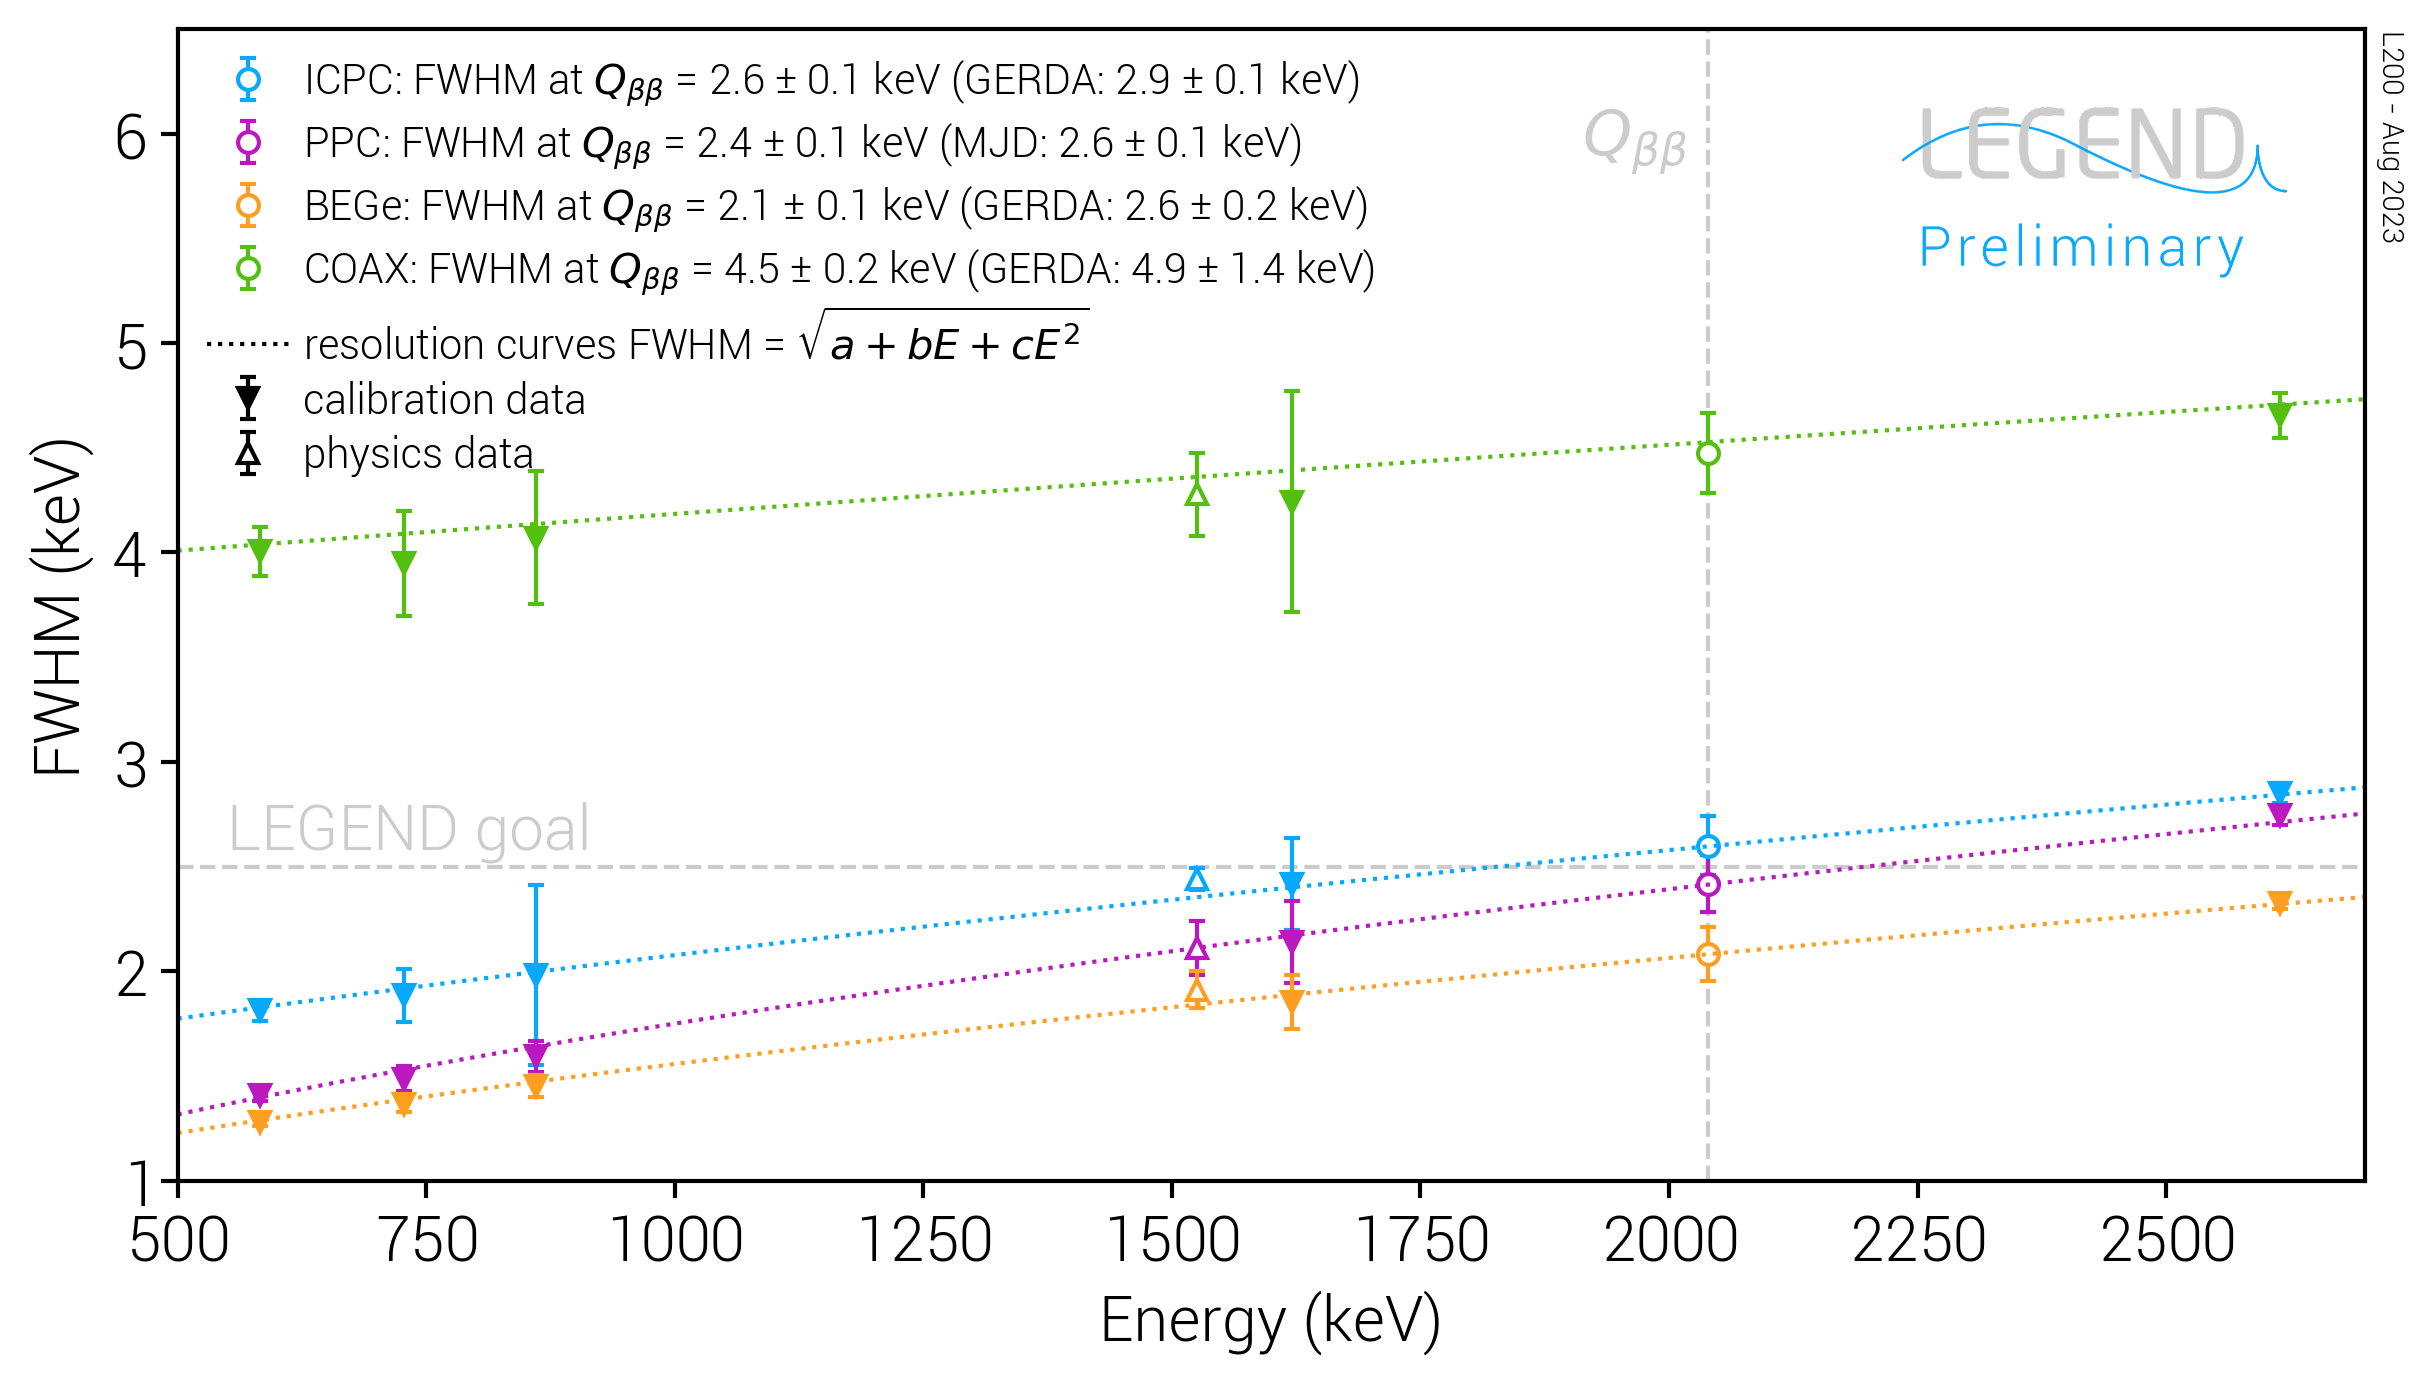 ICPC: FWHM at Qββ = 2.6 ± 0.1 keV (GERDA: 2.9 ± 0.1 keV)
PPC: FWHM at Qββ = 2.4 ± 0.1 keV (MJD: 2.6 ± 0.1 keV)
BEGe: FWHM at Qββ = 2.1 ± 0.1 keV (GERDA: 2.6 ± 0.2 keV)
COAX: FWHM at Qββ = 4.5 ± 0.2 keV (GERDA: 4.9 ± 1.4 keV)
resolution curves FWHM = √(a + bE + cE²)
calibration data
physics data
Qββ
LEGEND
Preliminary
L200 - Aug 2023
LEGEND goal
FWHM (keV)
6
5
4
3
2
1
500 750 1000 1250 1500 1750 2000 2250 2500
Energy (keV)